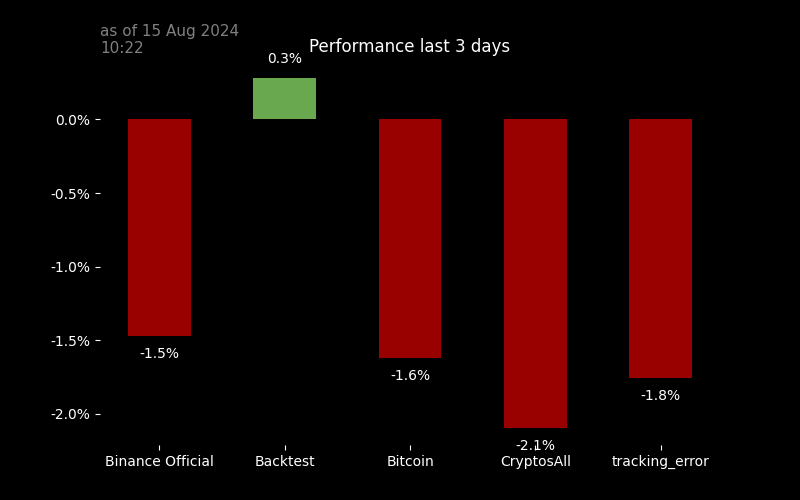 as of 15 Aug 2024
10:22
Performance last 3 days
0.3%
0.0%
-0.5%
-1.0%
-1.5%
-2.0%
-1.5%
-1.6%
-1.8%
-2.1%
Binance Official
Backtest
Bitcoin
CryptosAll
tracking_error